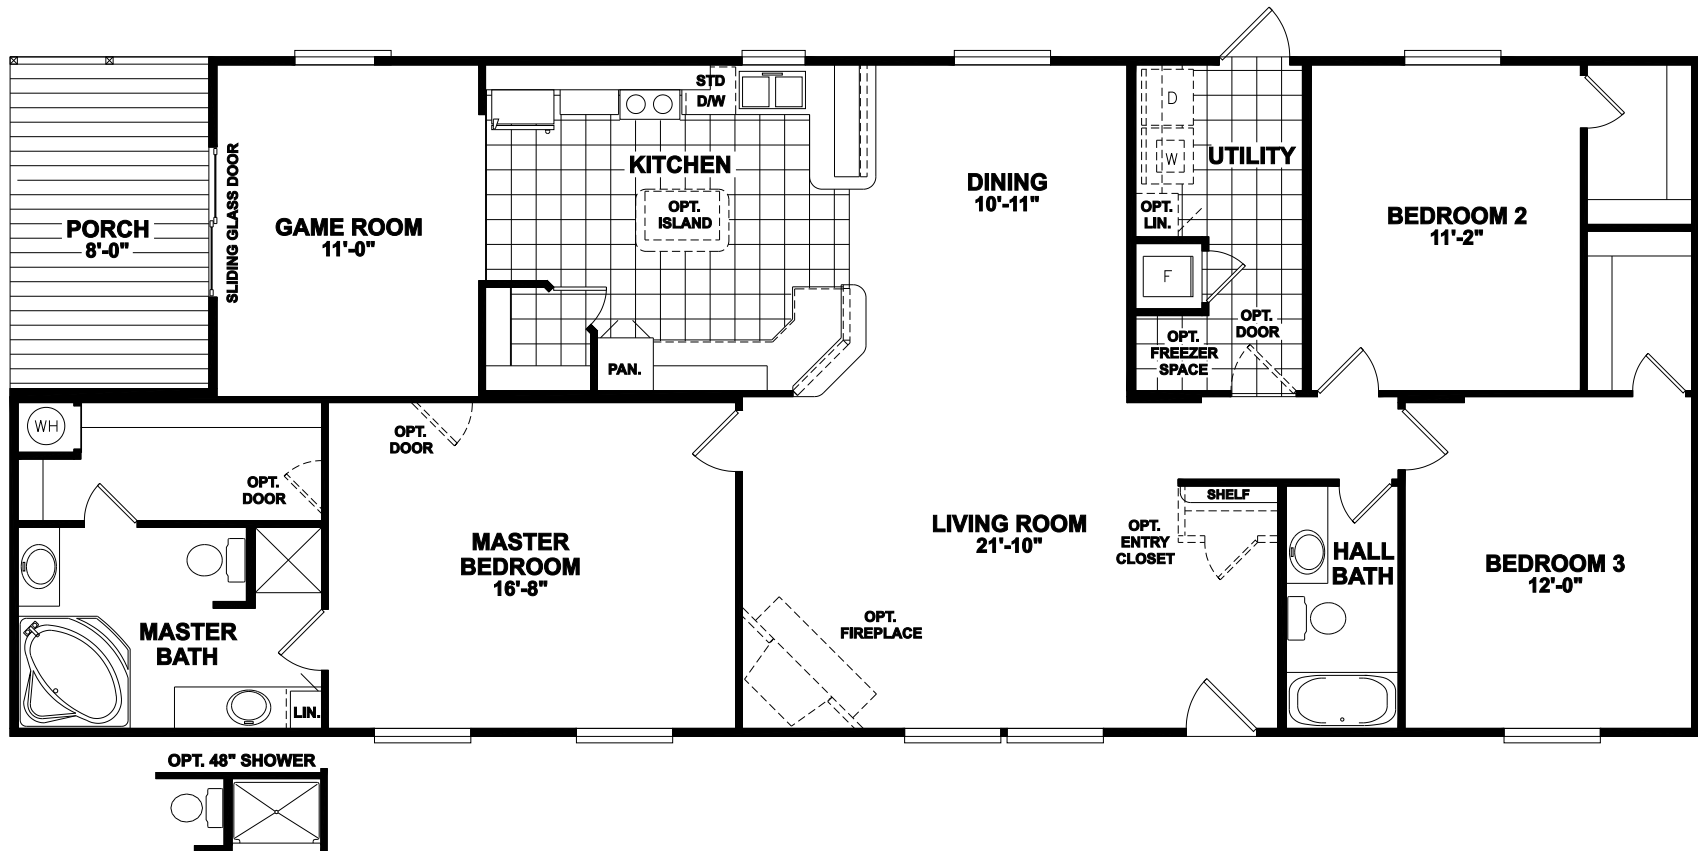 STD
D/W
D
KITCHEN
W
UTILITY
DINING
10'-11"
OPT.
ISLAND
OPT.
LIN.
PORCH
8'-0"
SLIDING GLASS DOOR
GAME ROOM
11'-0"
BEDROOM 2
11'-2"
F
OPT.
DOOR
OPT.
FREEZER
SPACE
PAN.
WH
OPT.
DOOR
OPT.
DOOR
SHELF
MASTER
BEDROOM
16'-8"
LIVING ROOM
21'-10"
OPT.
ENTRY
CLOSET
HALL
BATH
BEDROOM 3
12'-0"
MASTER
BATH
OPT.
FIREPLACE
LIN.
OPT. 48" SHOWER